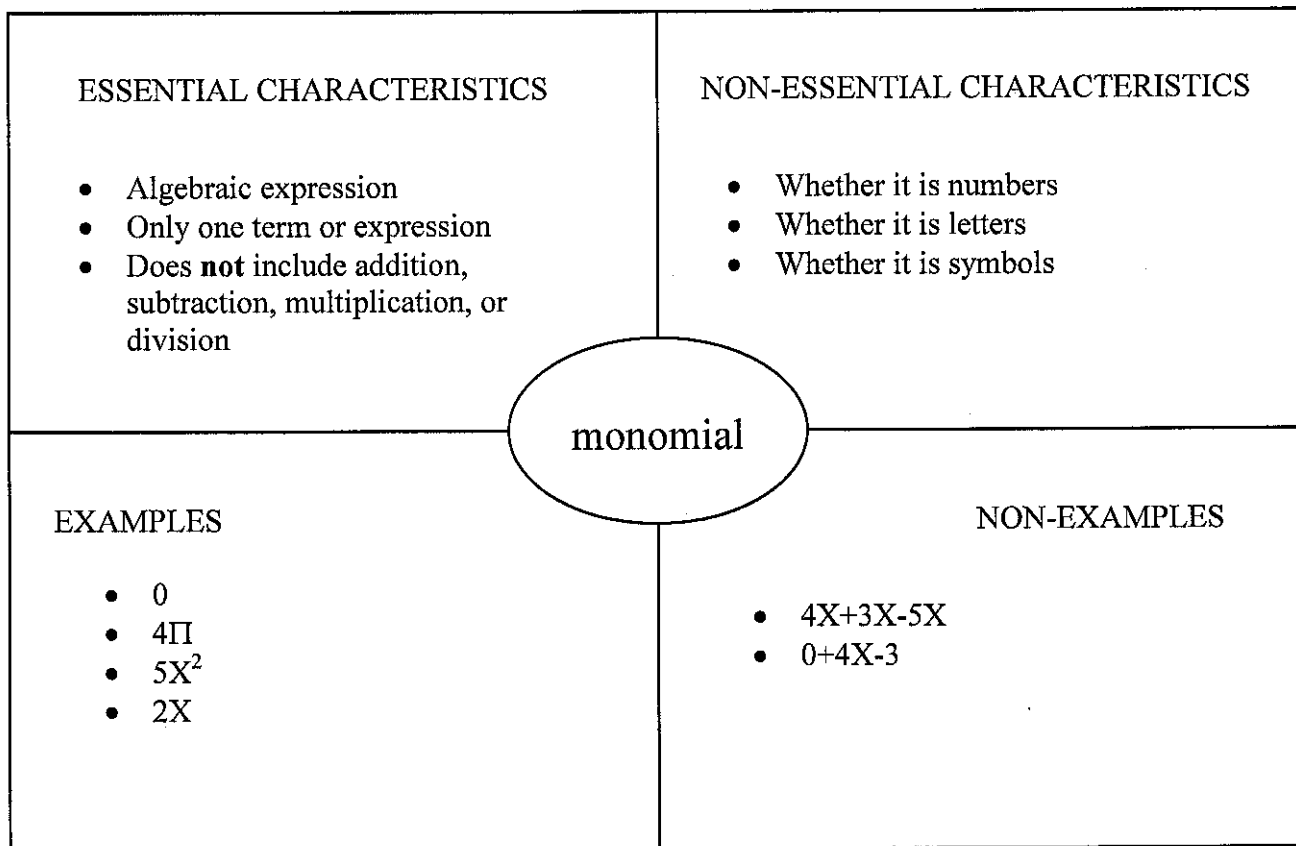 ESSENTIAL CHARACTERISTICS
• Algebraic expression
• Only one term or expression
• Does not include addition,
subtraction, multiplication, or
division
NON-ESSENTIAL CHARACTERISTICS
• Whether it is numbers
• Whether it is letters
• Whether it is symbols
monomial
EXAMPLES
• 0
• 4Π
• 5X²
• 2X
NON-EXAMPLES
• 4X+3X-5X
• 0+4X-3